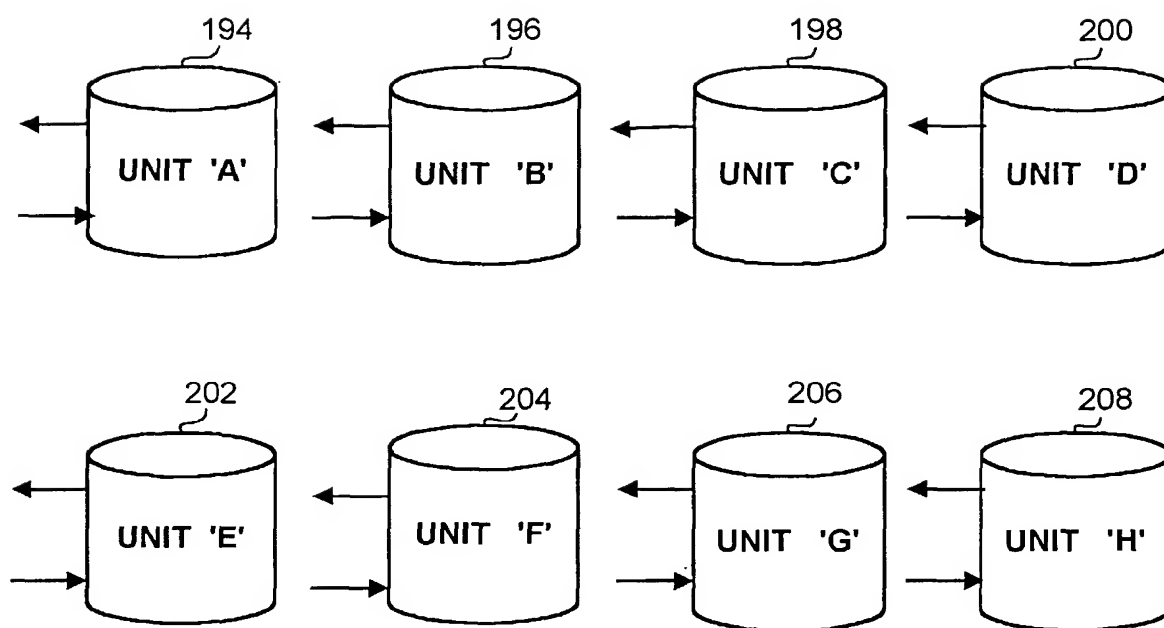 194 196 198 200
UNIT 'A' UNIT 'B' UNIT 'C' UNIT 'D'
202 204 206 208
UNIT 'E' UNIT 'F' UNIT 'G' UNIT 'H'